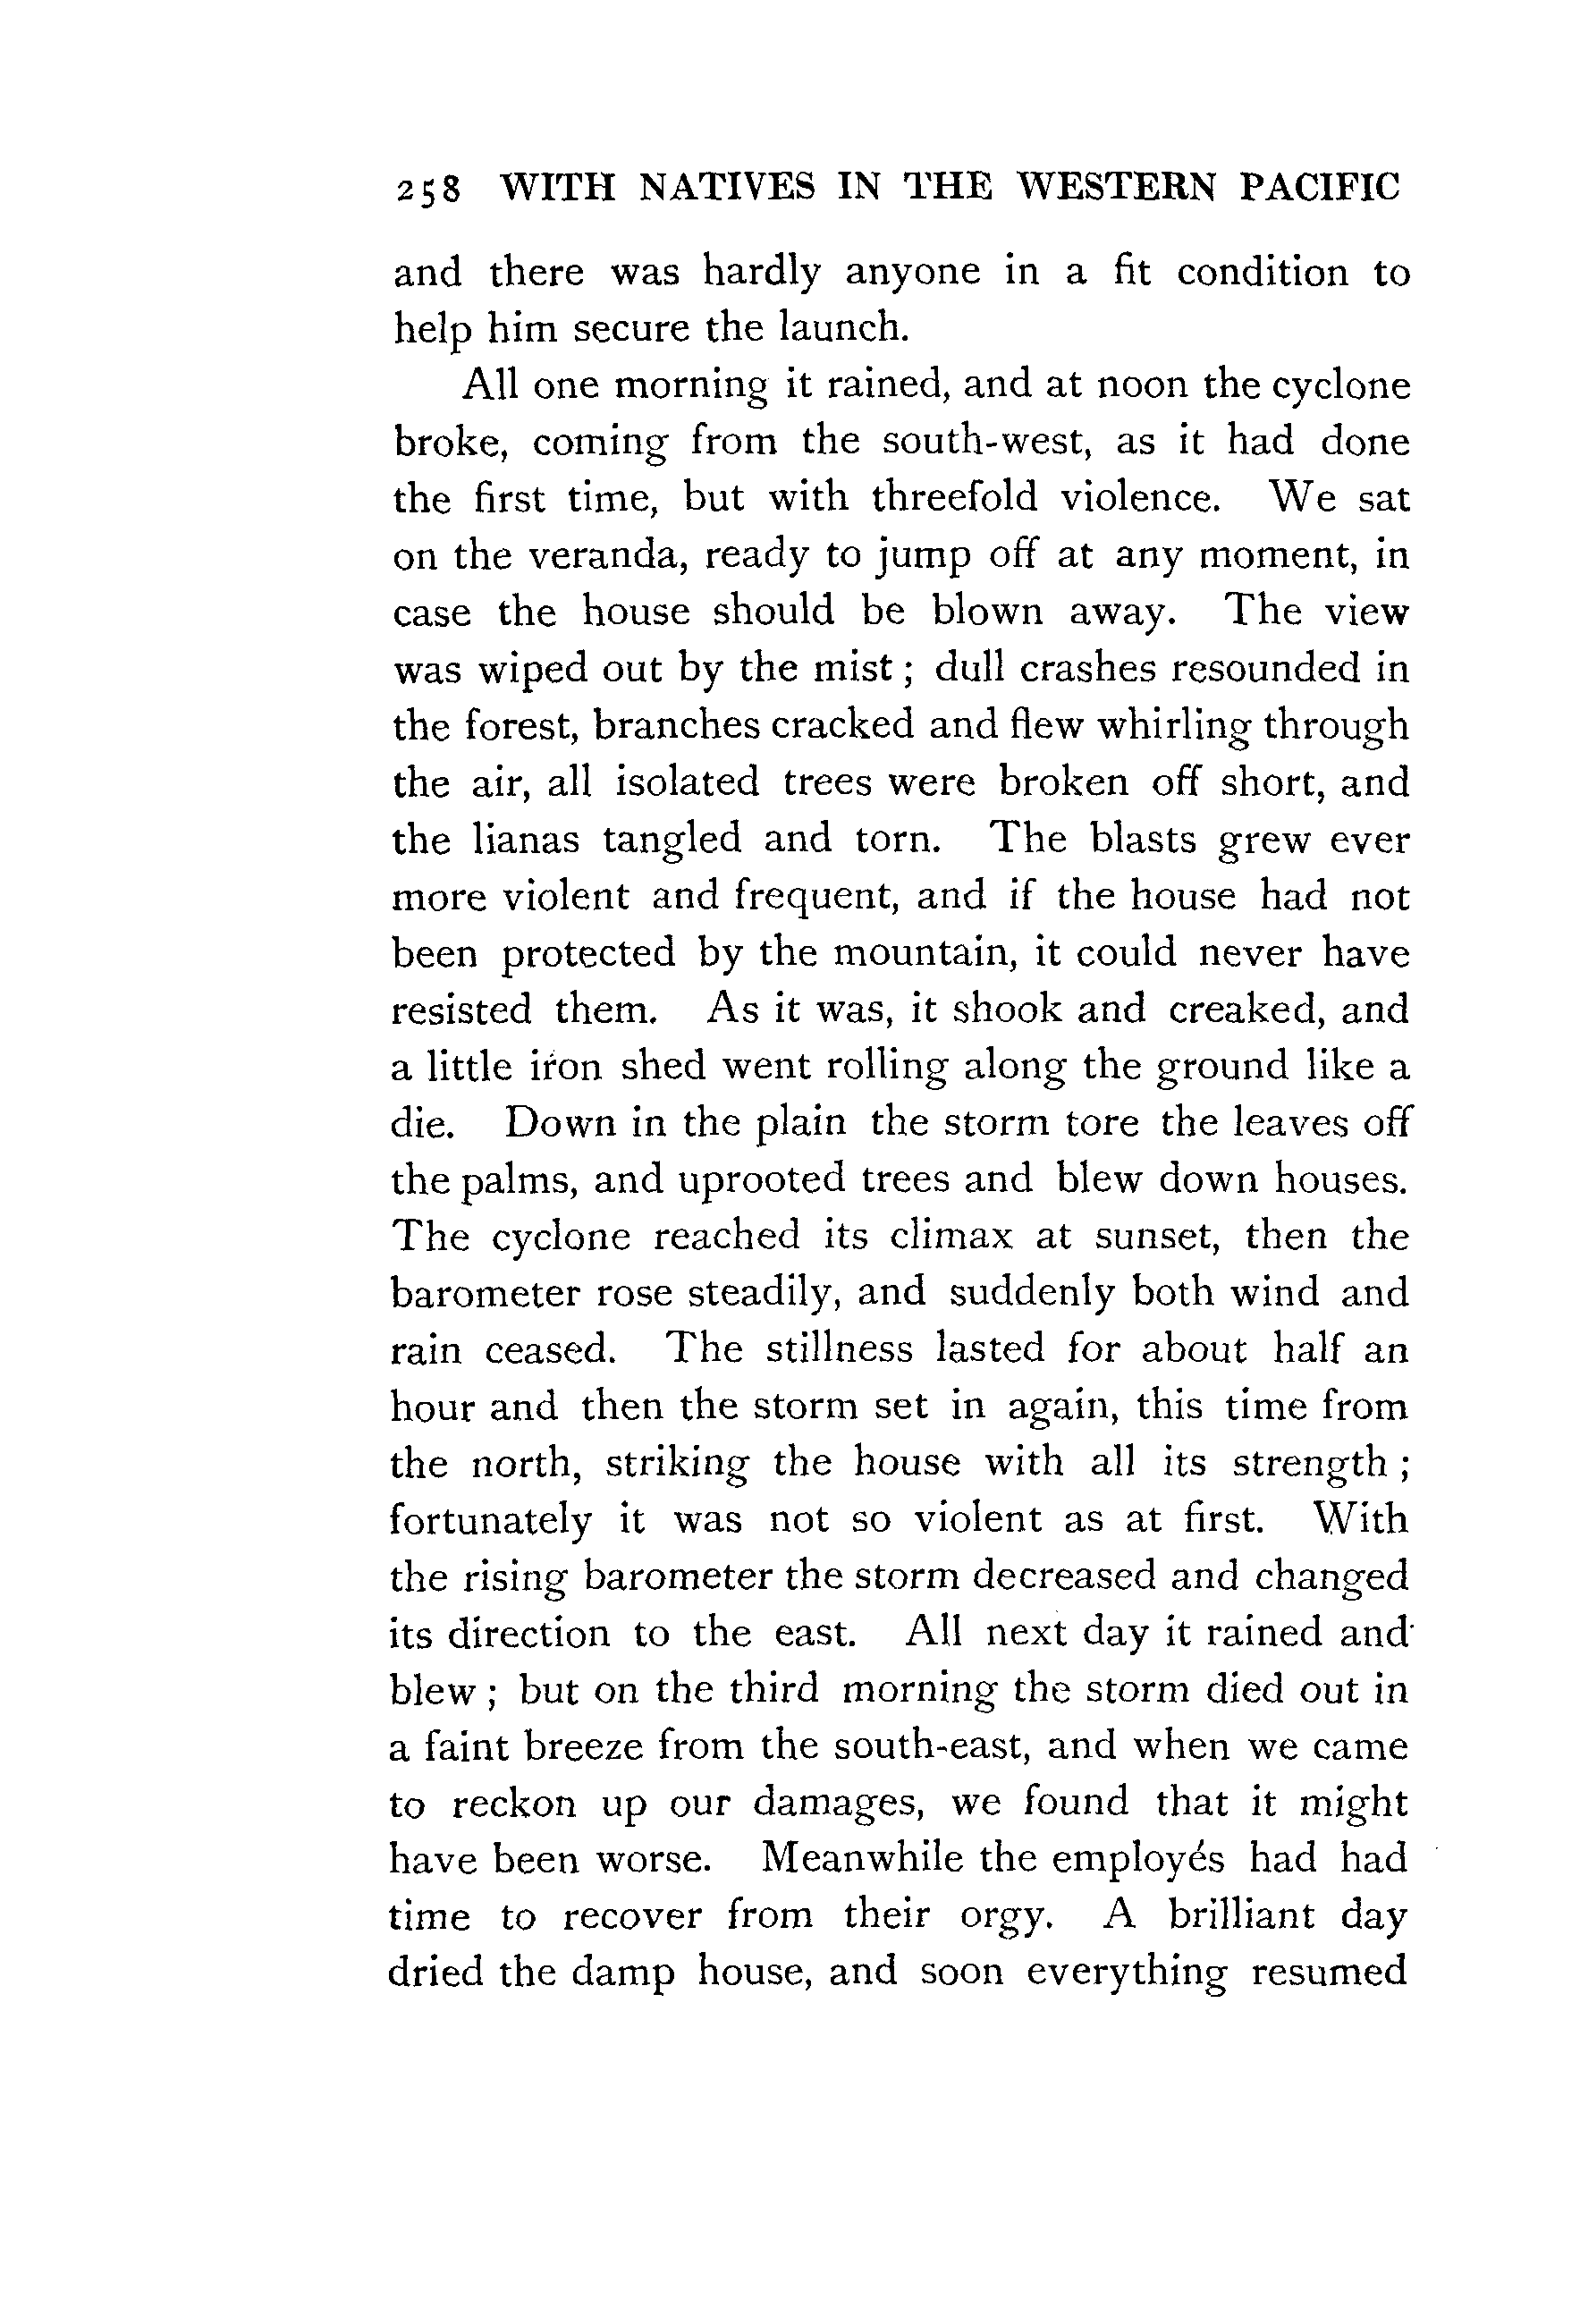 258 WITH NATIVES IN THE WESTERN PACIFIC
and there was hardly anyone in a fit condition to
help him secure the launch.
All one morning it rained, and at noon the cyclone
broke, coming from the south-west, as it had done
the first time, but with threefold violence. We sat
on the veranda, ready to jump off at any moment, in
case the house should be blown away. The view
was wiped out by the mist ; dull crashes resounded in
the forest, branches cracked and flew whirling through
the air, all isolated trees were broken off short, and
the lianas tangled and torn. The blasts grew ever
more violent and frequent, and if the house had not
been protected by the mountain, it could never have
resisted them. As it was, it shook and creaked, and
a little iron shed went rolling along the ground like a
die. Down in the plain the storm tore the leaves off
the palms, and uprooted trees and blew down houses.
The cyclone reached its climax at sunset, then the
barometer rose steadily, and suddenly both wind and
rain ceased. The stillness lasted for about half an
hour and then the storm set in again, this time from
the north, striking the house with all its strength ;
fortunately it was not so violent as at first. With
the rising barometer the storm decreased and changed
its direction to the east. All next day it rained and
blew ; but on the third morning the storm died out in
a faint breeze from the south-east, and when we came
to reckon up our damages, we found that it might
have been worse. Meanwhile the employés had had
time to recover from their orgy. A brilliant day
dried the damp house, and soon everything resumed